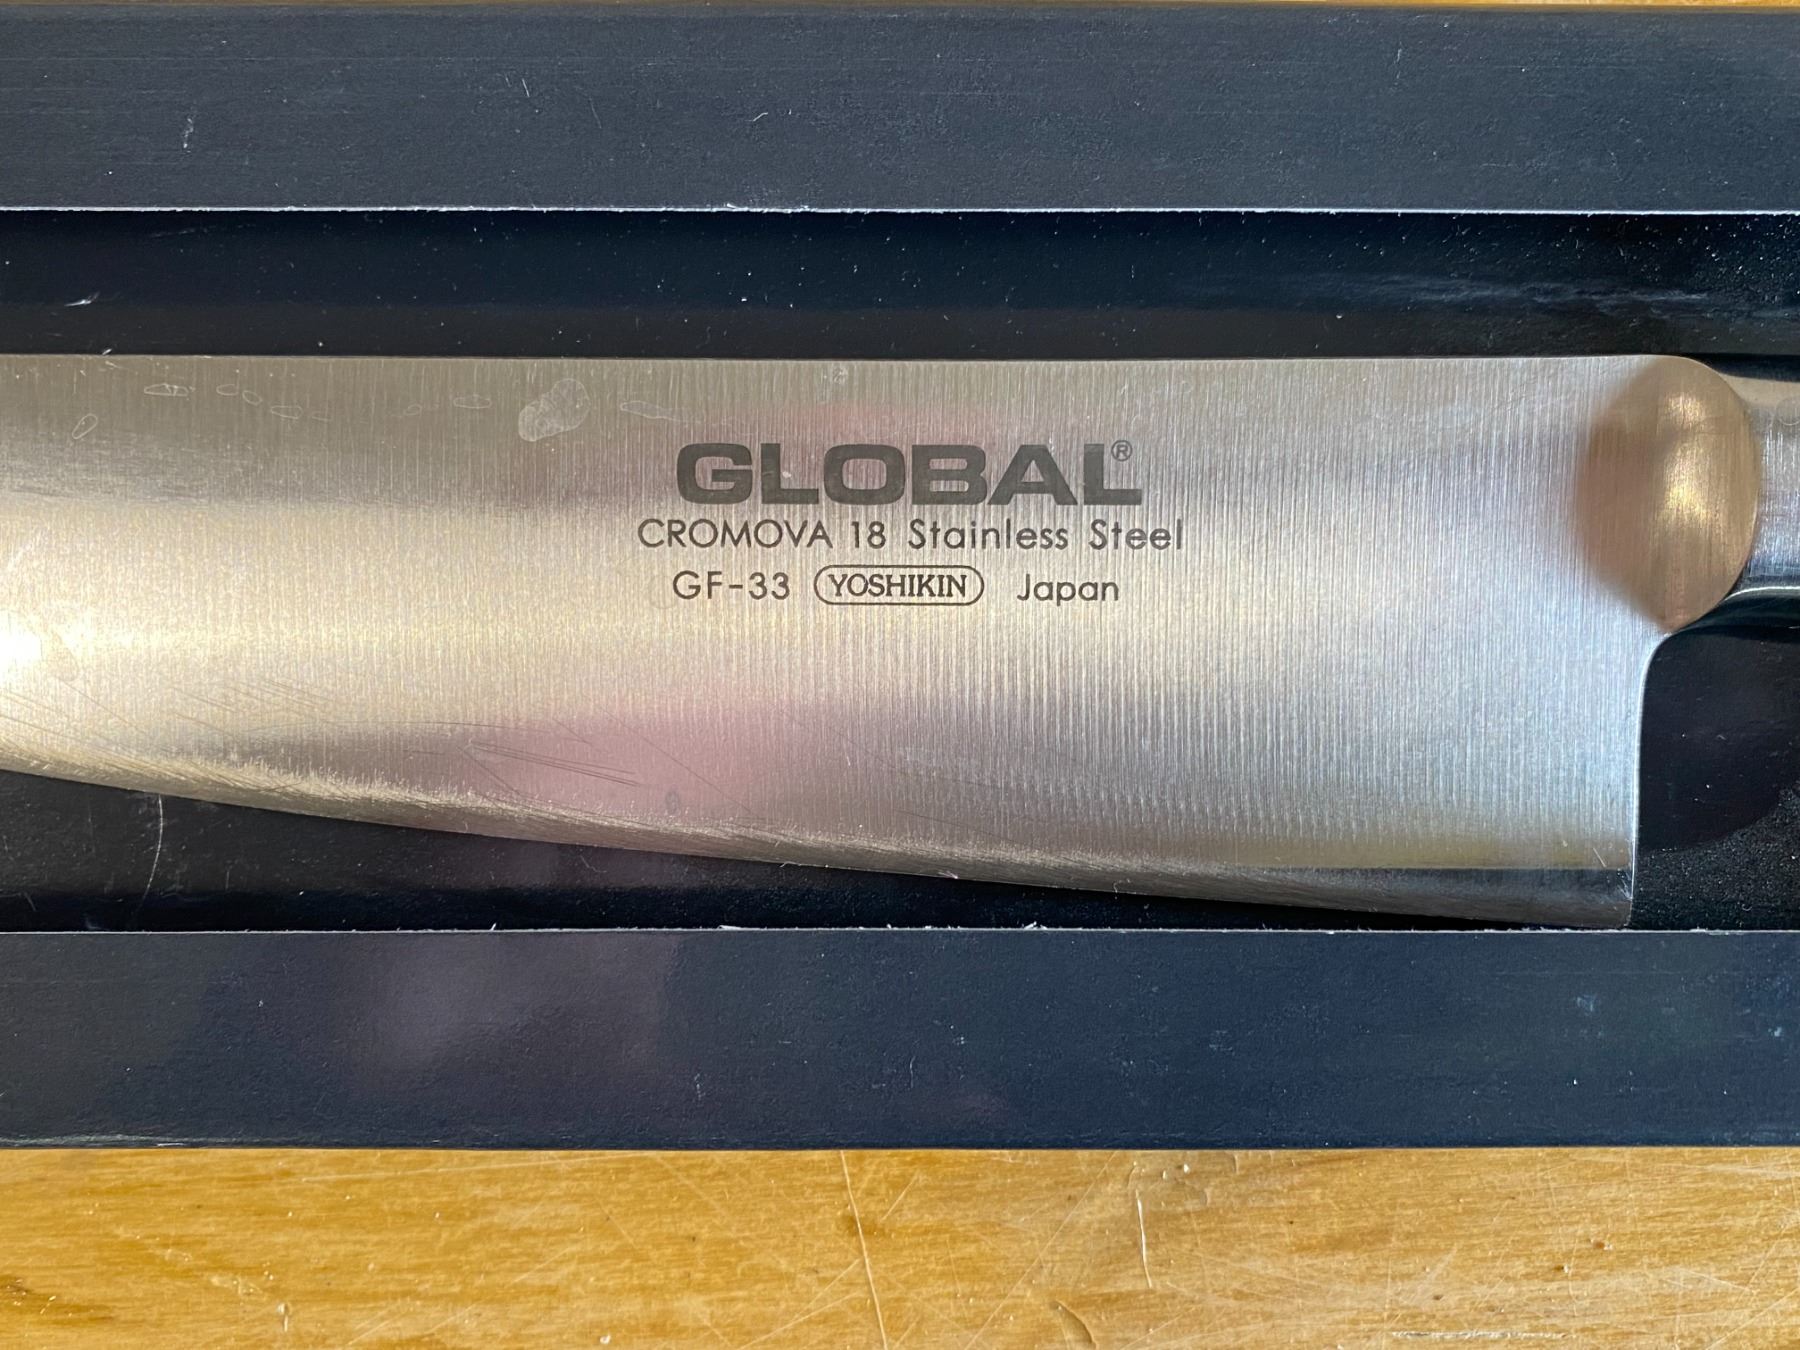 GLOBAL®
CROMOVA 18 Stainless Steel
GF-33 YOSHIKIN Japan